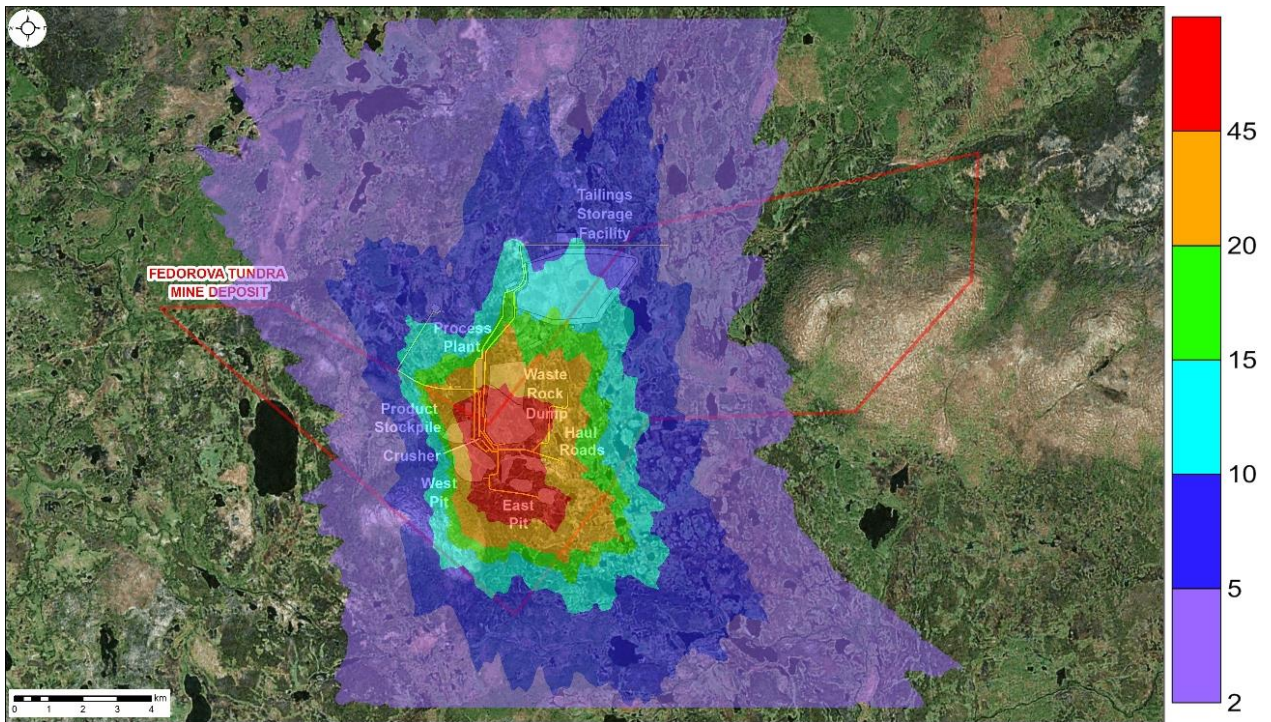 Tailings
Storage
Facility
FEDOROVA TUNDRA
MINE DEPOSIT
Process
Plant
Waste
Rock
Dump
Product
Stockpile
Haul
Roads
Crusher
West
Pit
East
Pit
45
20
15
10
5
2
km
0 1 2 3 4